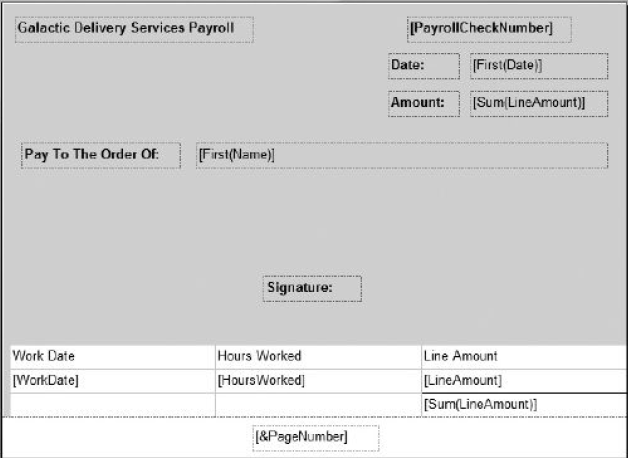 Galactic Delivery Services Payroll
[PayrollCheckNumber]
Date: [First(Date)]
Amount: [Sum(LineAmount)]
Pay To The Order Of: [First(Name)]
Signature:
Work Date Hours Worked Line Amount
[WorkDate] [HoursWorked] [LineAmount]
[Sum(LineAmount)]
[&PageNumber]